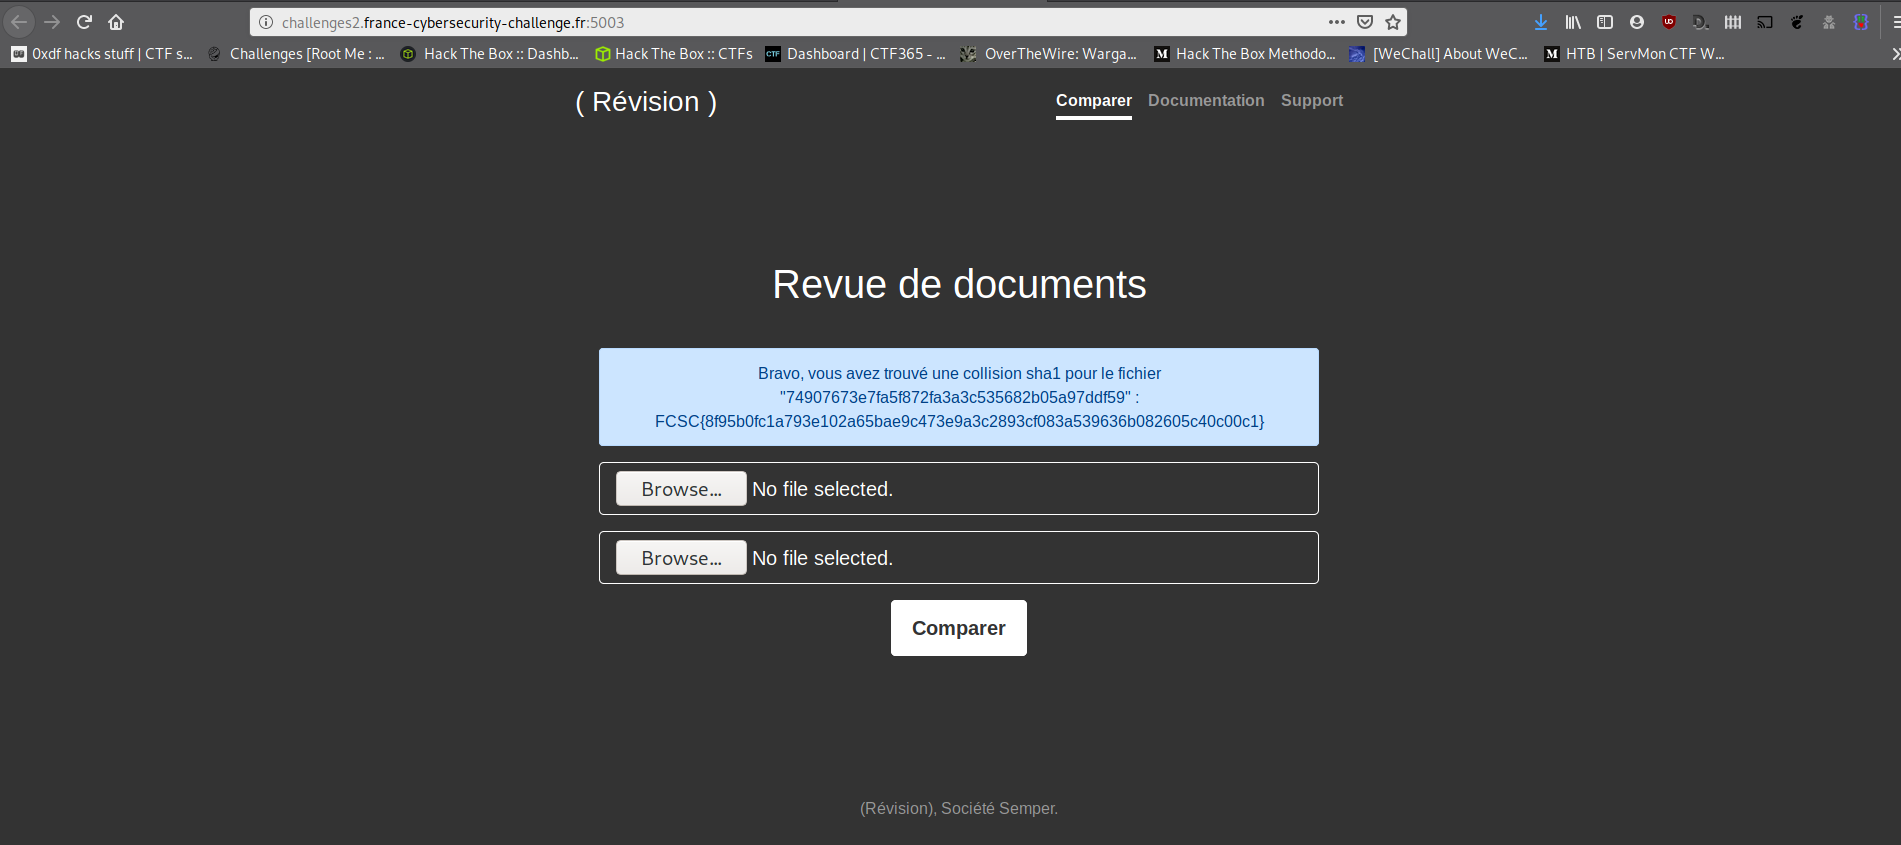 challenges2.france-cybersecurity-challenge.fr:5003
0xdf hacks stuff | CTF s... Challenges [Root Me : ... Hack The Box :: Dashb... Hack The Box :: CTFs Dashboard | CTF365 - ... OverTheWire: Warga... Hack The Box Methodo... [WeChall] About WeC... HTB | ServMon CTF W...
( Révision ) Comparer Documentation Support
Revue de documents
Bravo, vous avez trouvé une collision sha1 pour le fichier
"74907673e7fa5f872fa3a3c535682b05a97ddf59" :
FCSC{8f95b0fc1a793e102a65bae9c473e9a3c2893cf083a539636b082605c40c00c1}
Browse... No file selected.
Browse... No file selected.
Comparer
(Révision), Société Semper.